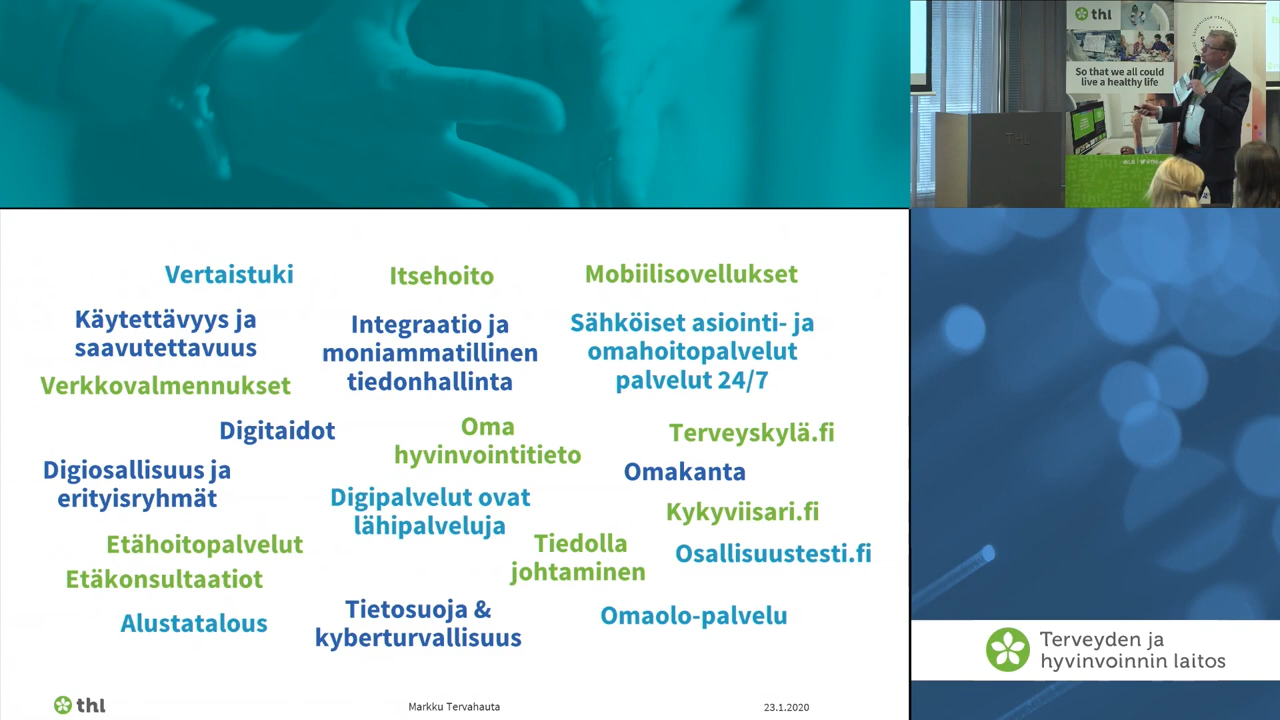 thl
So that we all could
live a healthy life
THL
Vertaistuki
Itsehoito
Mobiilisovellukset
Käytettävyys ja
saavutettavuus
Integraatio ja
moniammatillinen
tiedonhallinta
Sähköiset asiointi- ja
omahoitopalvelut
palvelut 24/7
Verkkovalmennukset
Digitaidot
Oma
hyvinvointitieto
Terveyskylä.fi
Digiosallisuus ja
erityisryhmät
Omakanta
Digipalvelut ovat
lähipalveluja
Kykyviisari.fi
Etähoitopalvelut
Tiedolla
johtaminen
Osallisuustesti.fi
Etäkonsultaatiot
Alustatalous
Tietosuoja &
kyberturvallisuus
Omaolo-palvelu
thl
Markku Tervahauta
23.1.2020
Terveyden ja
hyvinvoinnin laitos